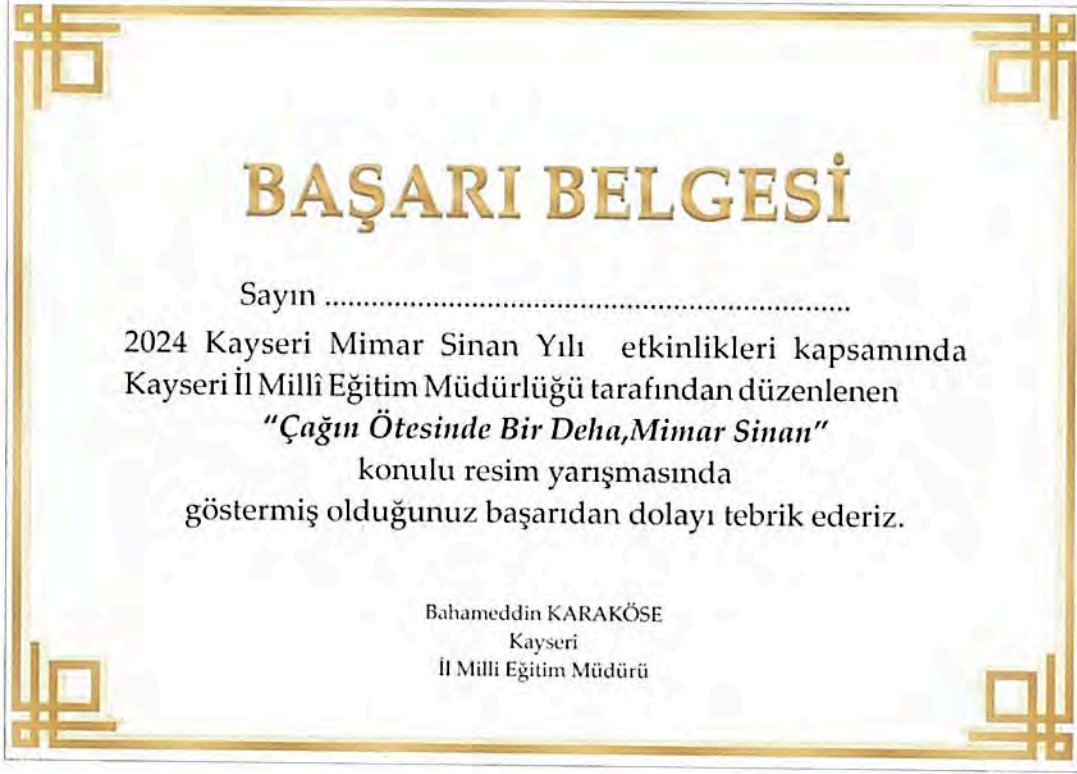 BAŞARI BELGESİ
Sayın ....................................................................................
2024 Kayseri Mimar Sinan Yılı etkinlikleri kapsamında
Kayseri İl Millî Eğitim Müdürlüğü tarafından düzenlenen
"Çağın Ötesinde Bir Deha,Mimar Sinan"
konulu resim yarışmasında
göstermiş olduğunuz başarıdan dolayı tebrik ederiz.
Bahameddin KARAKÖSE
Kayseri
İl Milli Eğitim Müdürü